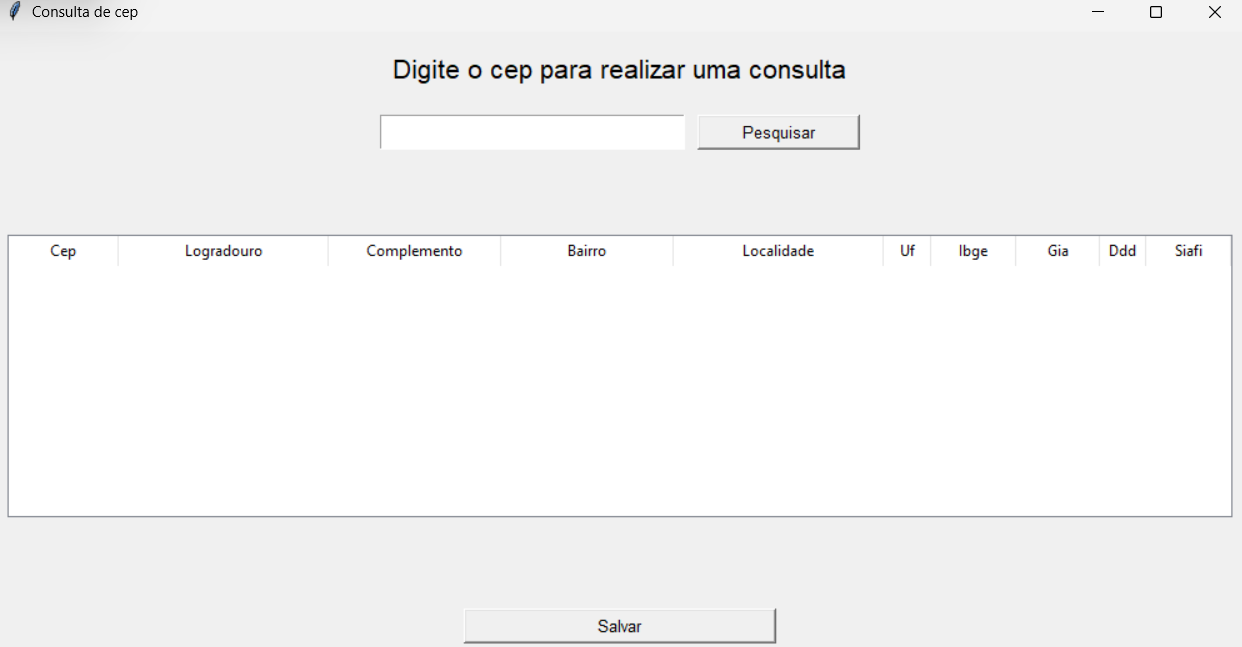 Consulta de cep
Digite o cep para realizar uma consulta
Pesquisar
Cep Logradouro Complemento Bairro Localidade Uf Ibge Gia Ddd Siafi
Salvar